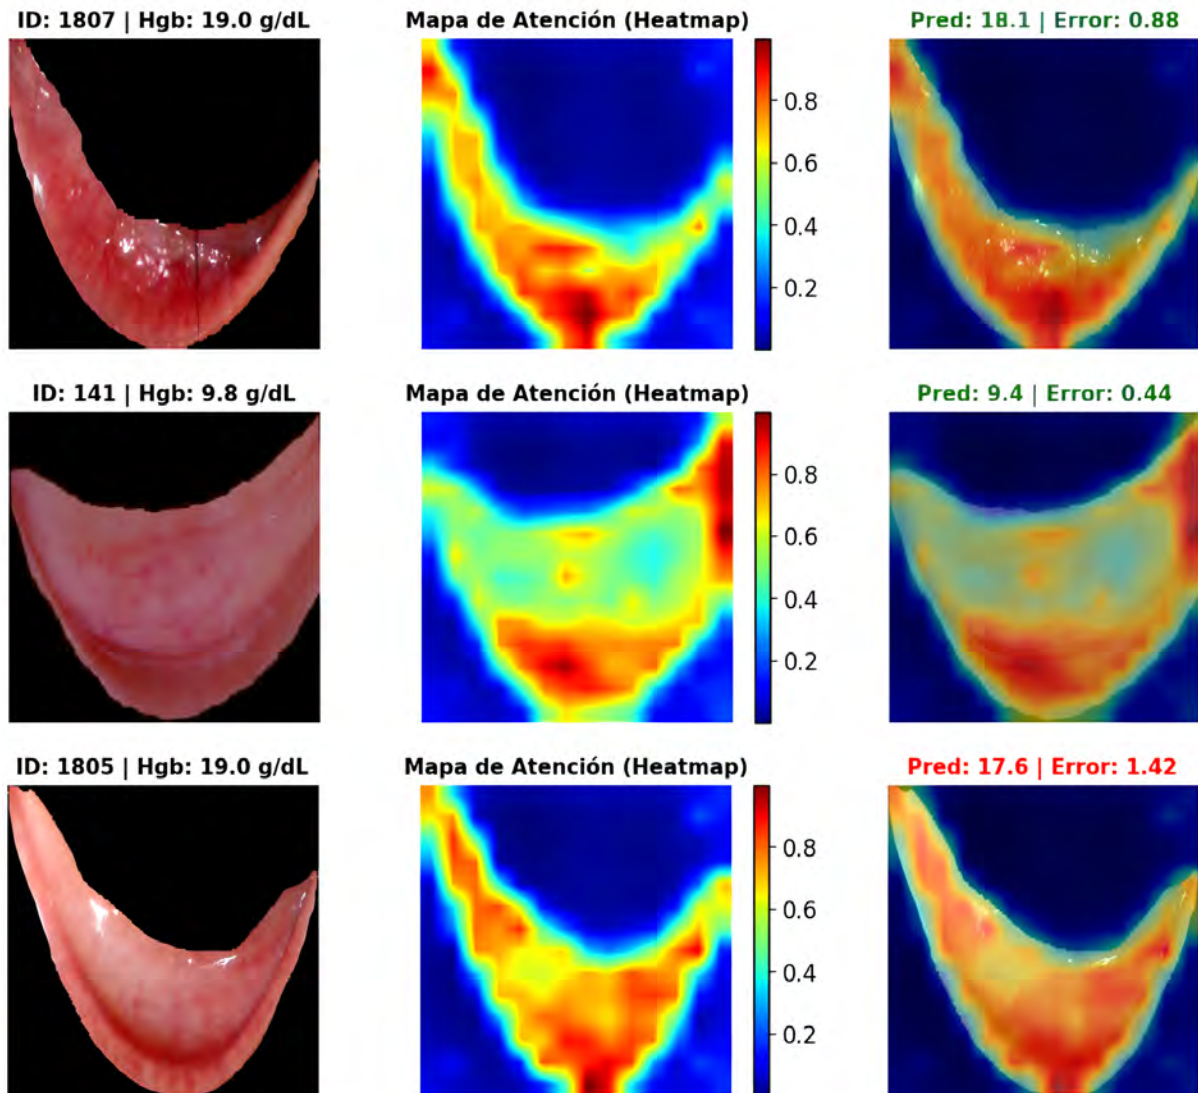 ID: 1807 | Hgb: 19.0 g/dL
Mapa de Atención (Heatmap)
Pred: 18.1 | Error: 0.88
0.8
0.6
0.4
0.2
ID: 141 | Hgb: 9.8 g/dL
Mapa de Atención (Heatmap)
Pred: 9.4 | Error: 0.44
0.8
0.6
0.4
0.2
ID: 1805 | Hgb: 19.0 g/dL
Mapa de Atención (Heatmap)
Pred: 17.6 | Error: 1.42
0.8
0.6
0.4
0.2